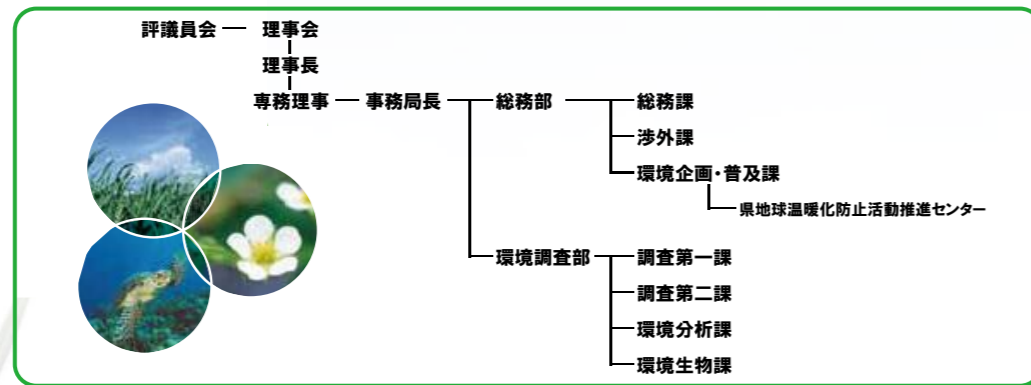 評議員会 理事会
理事長
専務理事 事務局長 総務部 総務課
渉外課
環境企画・普及課
県地球温暖化防止活動推進センター
環境調査部 調査第一課
調査第二課
環境分析課
環境生物課